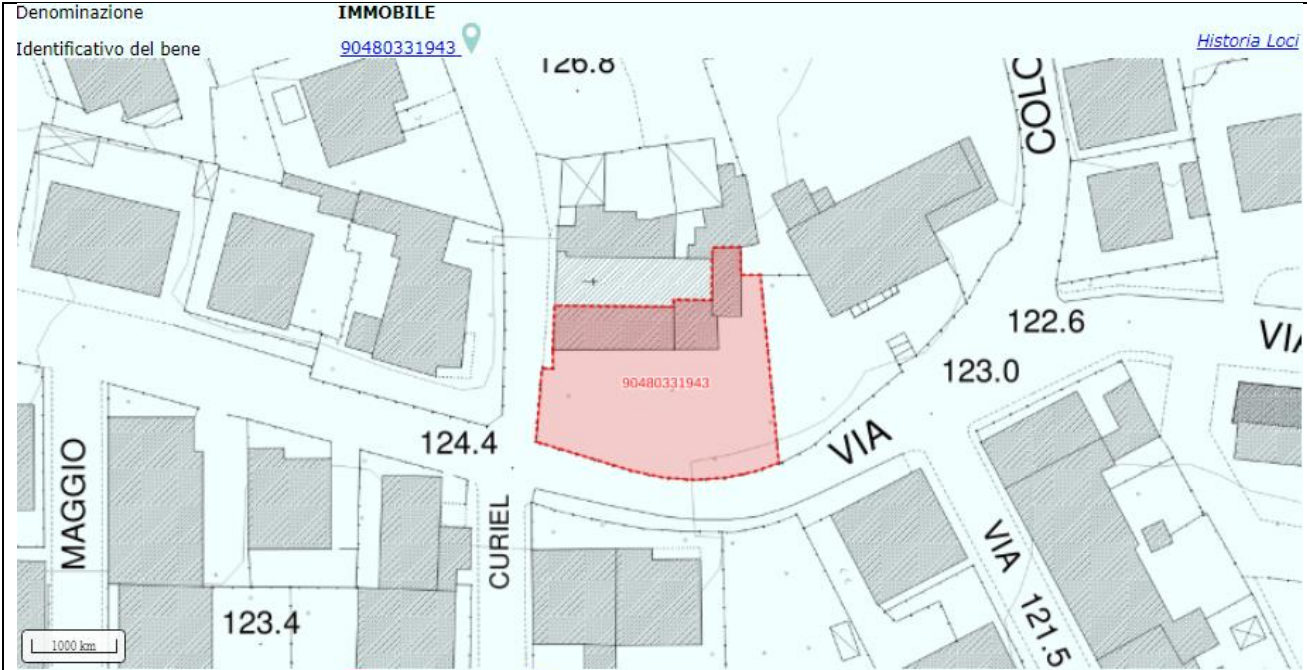 Denominazione IMMOBILE
Identificativo del bene 90480331943 Historia Loci
126.8
COLO
122.6
VIA
123.0
90480331943
124.4
VIA
MAGGIO
CURIEL
VIA
123.4
121.5
1000 km